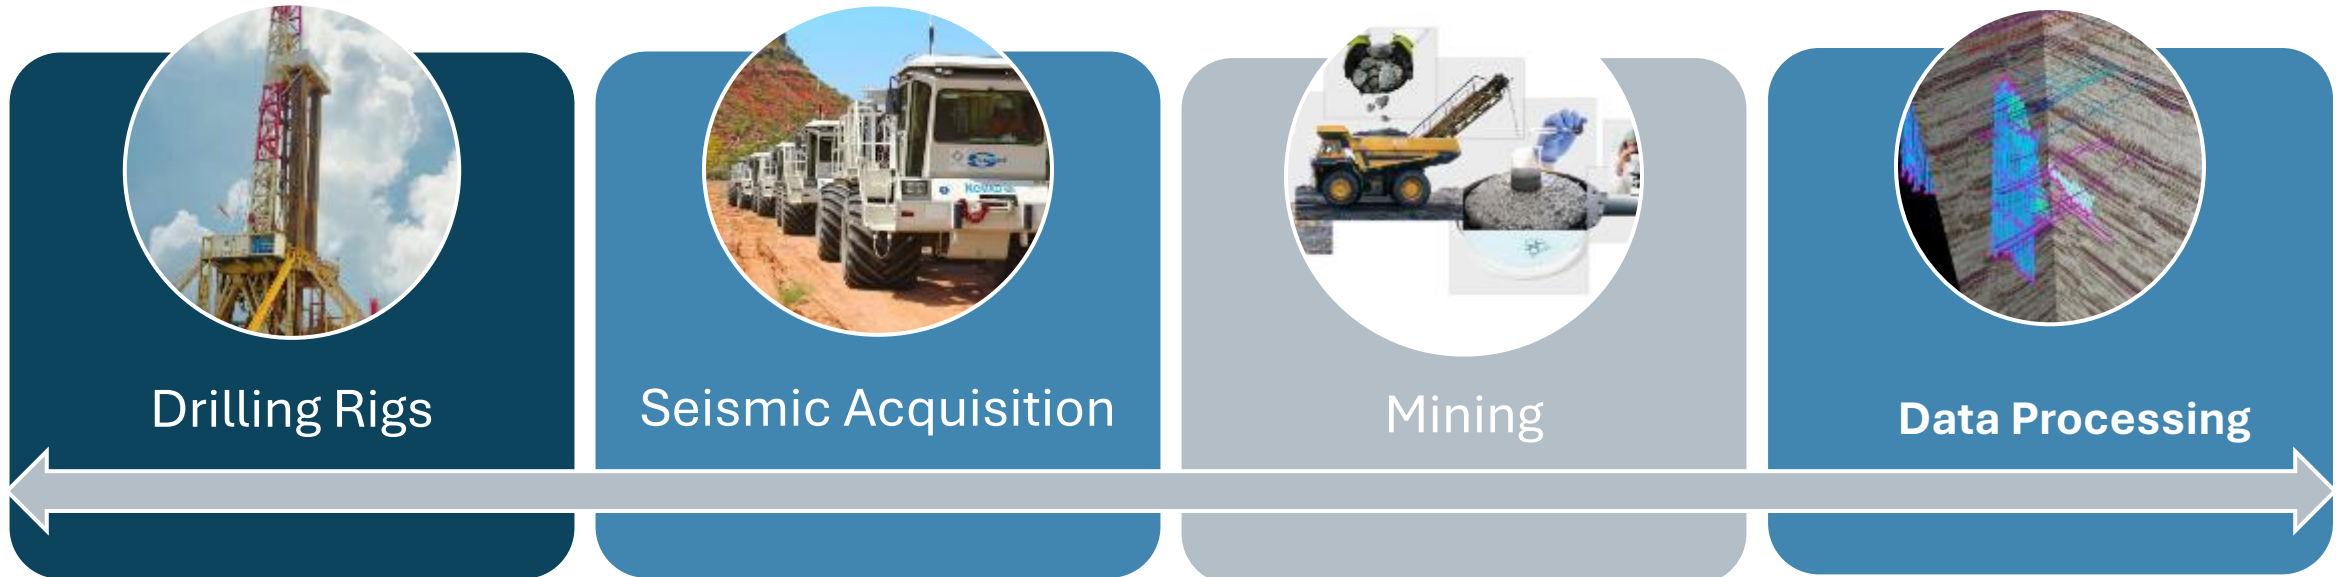 Drilling Rigs
Seismic Acquisition
Mining
Data Processing